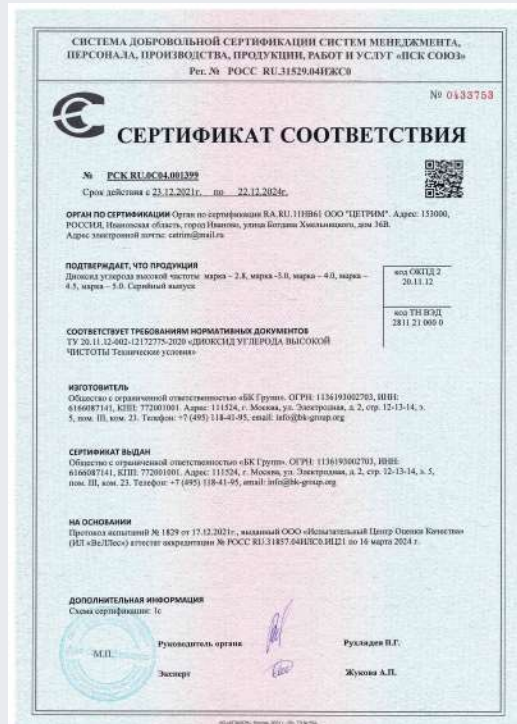 СИСТЕМА ДОБРОВОЛЬНОЙ СЕРТИФИКАЦИИ СИСТЕМ МЕНЕДЖМЕНТА,
ПЕРСОНАЛА, ПРОИЗВОДСТВА, ПРОДУКЦИИ, РАБОТ И УСЛУГ «ПСК СОЮЗ»
Рег. № РОСС RU.31529.04ИЖС0
№ 0433753
СЕРТИФИКАТ СООТВЕТСТВИЯ
№ РСК RU.0С04.001399
Срок действия с 23.12.2021г. по 22.12.2024г.
ОРГАН ПО СЕРТИФИКАЦИИ Орган по сертификации RA.RU.11НВ61 ООО "ЦЕТРИМ". Адрес: 153000,
РОССИЯ, Ивановская область, город Иваново, улица Богдана Хмельницкого, дом 36В.
Адрес электронной почты: cetrim@mail.ru
ПОДТВЕРЖДАЕТ, ЧТО ПРОДУКЦИЯ
Диоксид углерода высокой чистоты марка – 2.8, марка -3.0, марка – 4.0, марка –
4.5, марка – 5.0. Серийный выпуск
код ОКПД 2
20.11.12
код ТН ВЭД
2811 21 000 0
СООТВЕТСТВУЕТ ТРЕБОВАНИЯМ НОРМАТИВНЫХ ДОКУМЕНТОВ
ТУ 20.11.12-002-12172775-2020 «ДИОКСИД УГЛЕРОДА ВЫСОКОЙ
ЧИСТОТЫ Технические условия»
ИЗГОТОВИТЕЛЬ
Общество с ограниченной ответственностью «БК Групп». ОГРН: 1136193002703, ИНН:
6166087141, КПП: 772001001. Адрес: 111524, г. Москва, ул. Электродная, д. 2, стр. 12-13-14, э.
5, пом. III, ком. 23. Телефон: +7 (495) 118-41-95, email: info@bk-group.org
СЕРТИФИКАТ ВЫДАН
Общество с ограниченной ответственностью «БК Групп». ОГРН: 1136193002703, ИНН:
6166087141, КПП: 772001001. Адрес: 111524, г. Москва, ул. Электродная, д. 2, стр. 12-13-14, э. 5,
пом. III, ком. 23. Телефон: +7 (495) 118-41-95, email: info@bk-group.org
НА ОСНОВАНИИ
Протокол испытаний № 1829 от 17.12.2021г., выданный ООО «Испытательный Центр Оценки Качества»
(ИЛ «ВеЛЛес») аттестат аккредитации № РОСС RU.31857.04ИЛС0.ИЦ21 по 16 марта 2024 г.
ДОПОЛНИТЕЛЬНАЯ ИНФОРМАЦИЯ
Схема сертификации: 1с
М.П.
Руководитель органа
Рухлядев П.Г.
Эксперт
Жукова А.П.